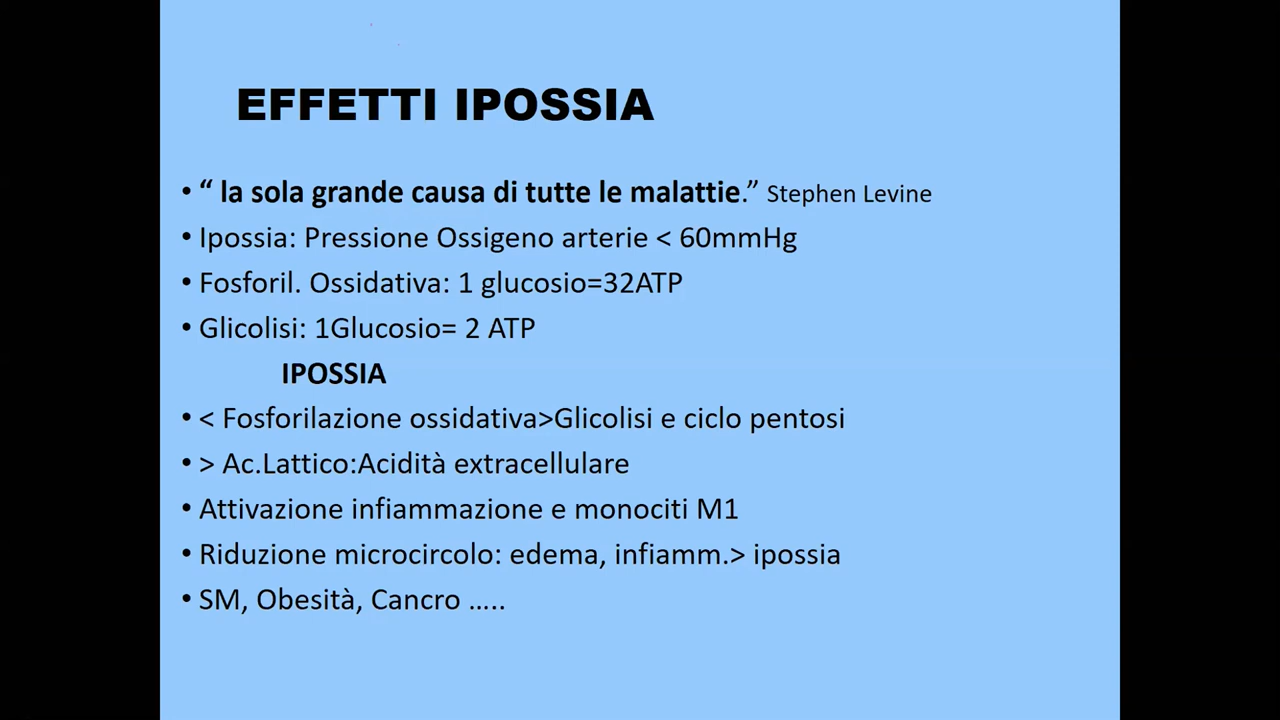 EFFETTI IPOSSIA
• “ la sola grande causa di tutte le malattie.” Stephen Levine
• Ipossia: Pressione Ossigeno arterie < 60mmHg
• Fosforil. Ossidativa: 1 glucosio=32ATP
• Glicolisi: 1Glucosio= 2 ATP
IPOSSIA
• < Fosforilazione ossidativa>Glicolisi e ciclo pentosi
• > Ac.Lattico:Acidità extracellulare
• Attivazione infiammazione e monociti M1
• Riduzione microcircolo: edema, infiamm.> ipossia
• SM, Obesità, Cancro …..